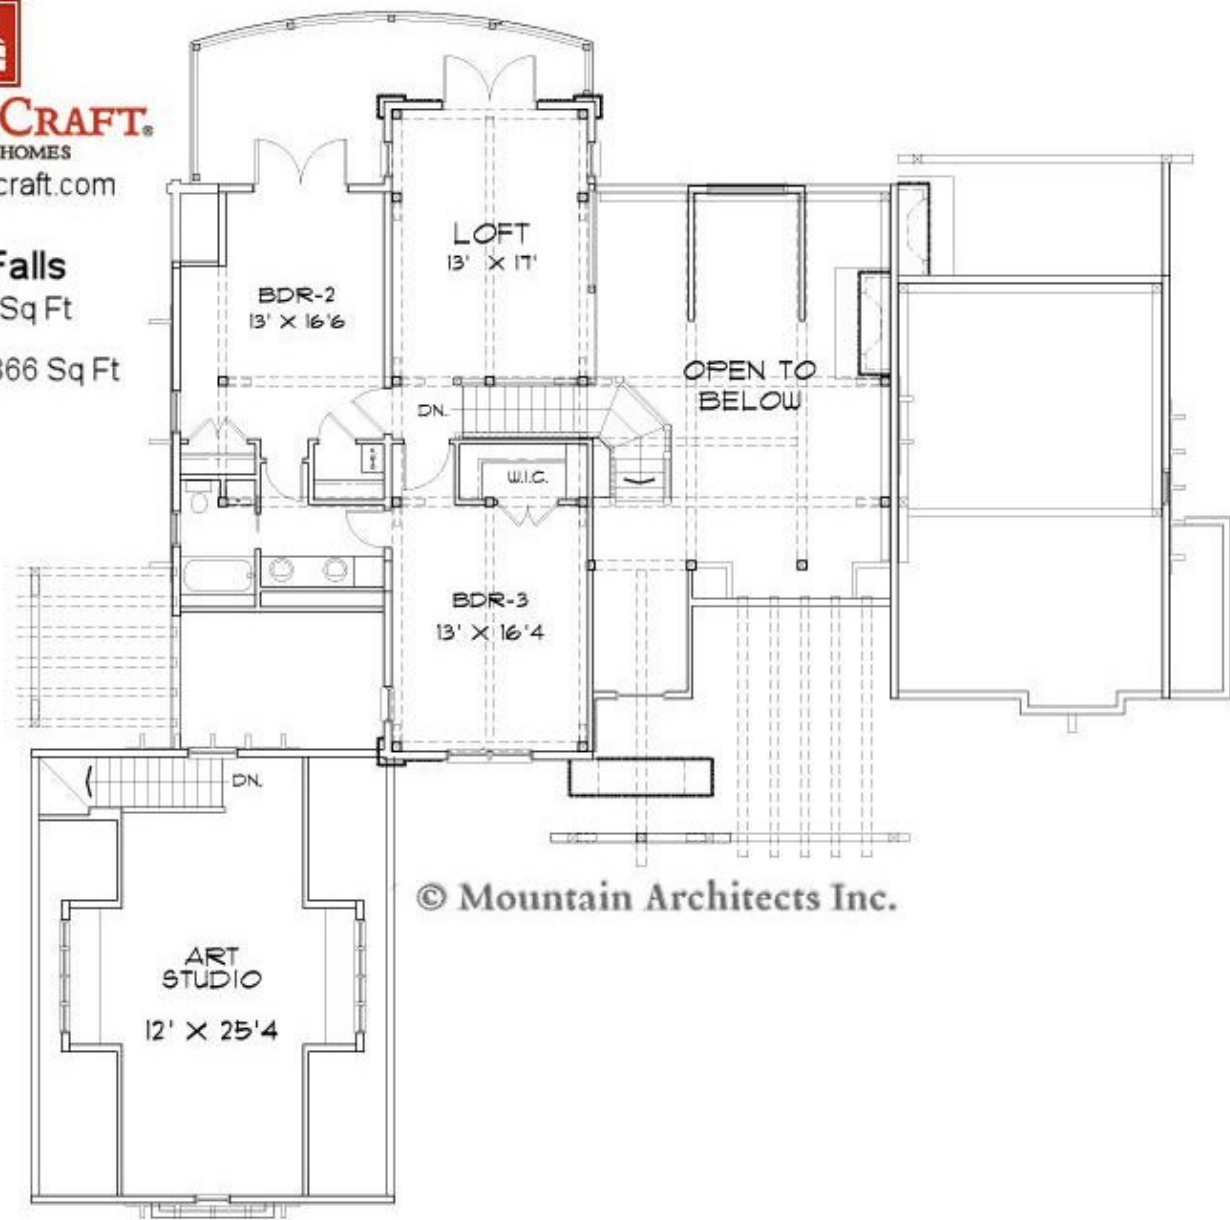 CRAFT®
HOMES
craft.com
Falls
Sq Ft
366 Sq Ft
LOFT
13' X 17'
BDR-2
13' X 16'6
OPEN TO
BELOW
DN.
SHELF
W.I.C.
BDR-3
13' X 16'4
DN.
© Mountain Architects Inc.
ART
STUDIO
12' X 25'4